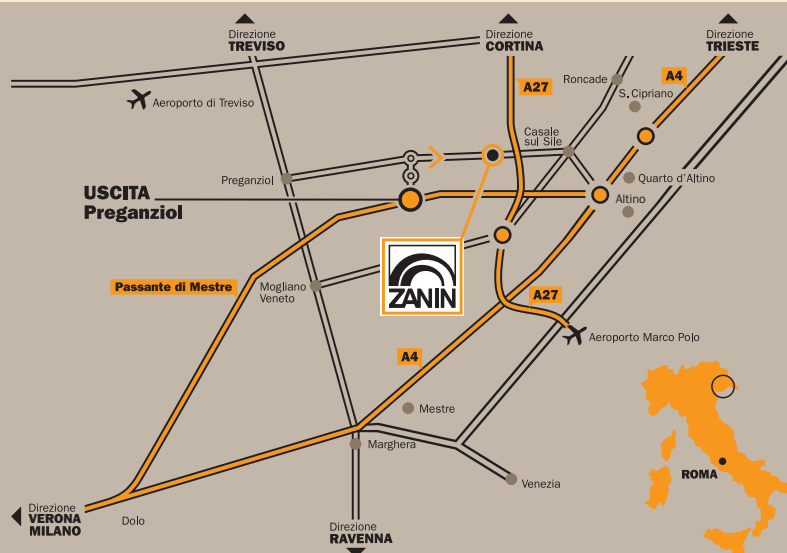 Direzione
TREVISO
Direzione
CORTINA
Direzione
TRIESTE
Roncade
A4
A27
S. Cipriano
Aeroporto di Treviso
Casale
sul Sile
Preganziol
Quarto d'Altino
USCITA
Preganziol
Altino
Passante di Mestre
Mogliano
Veneto
ZANIN
A27
Aeroporto Marco Polo
A4
Mestre
Marghera
ROMA
Venezia
Direzione
VERONA
MILANO
Dolo
Direzione
RAVENNA